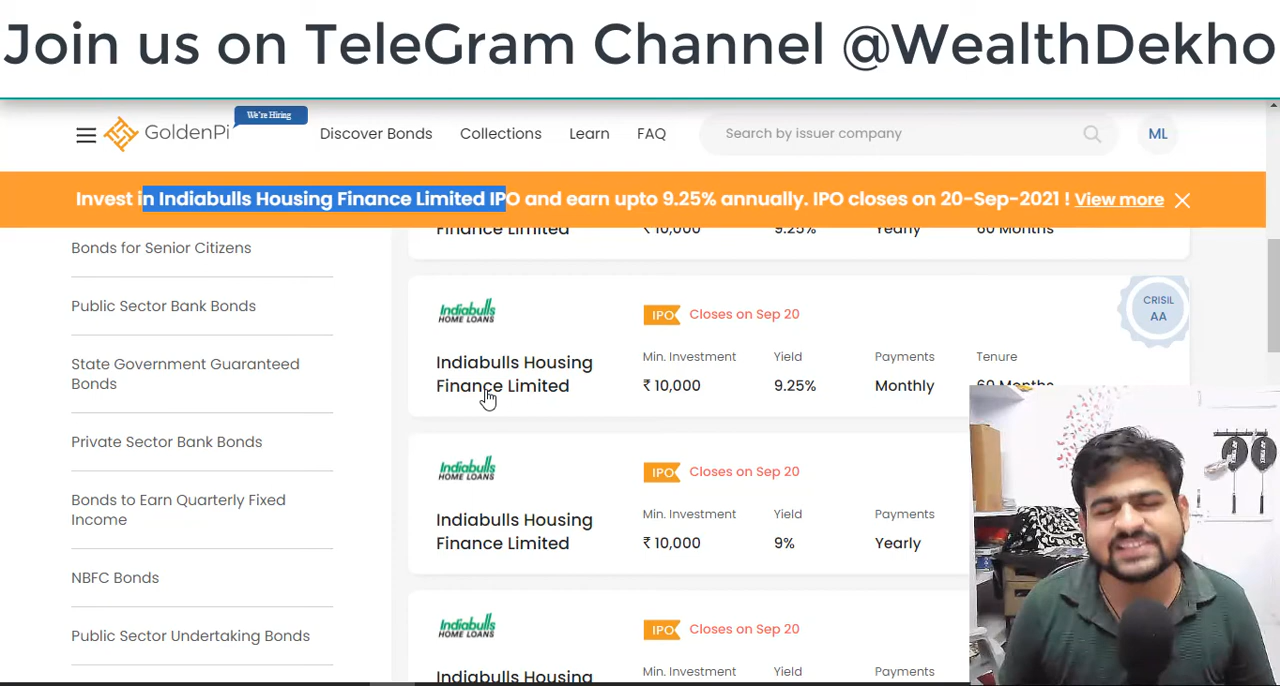 Join us on TeleGram Channel @WealthDekho
We're Hiring
GoldenPi
Discover Bonds
Collections
Learn
FAQ
Search by issuer company
ML
Invest in Indiabulls Housing Finance Limited IPO and earn upto 9.25% annually. IPO closes on 20-Sep-2021 ! View more
Bonds for Senior Citizens
Public Sector Bank Bonds
State Government Guaranteed
Bonds
Private Sector Bank Bonds
Bonds to Earn Quarterly Fixed
Income
NBFC Bonds
Public Sector Undertaking Bonds
Finance Limited ₹ 10,000 9.25% Yearly 60 Months
Indiabulls
HOME LOANS
IPO Closes on Sep 20
CRISIL
AA
Indiabulls Housing
Finance Limited
Min. Investment Yield Payments Tenure
₹ 10,000 9.25% Monthly 60 Months
Indiabulls
HOME LOANS
IPO Closes on Sep 20
Indiabulls Housing
Finance Limited
Min. Investment Yield Payments
₹ 10,000 9% Yearly
Indiabulls
HOME LOANS
IPO Closes on Sep 20
Indiabulls Housing
Min. Investment Yield Payments